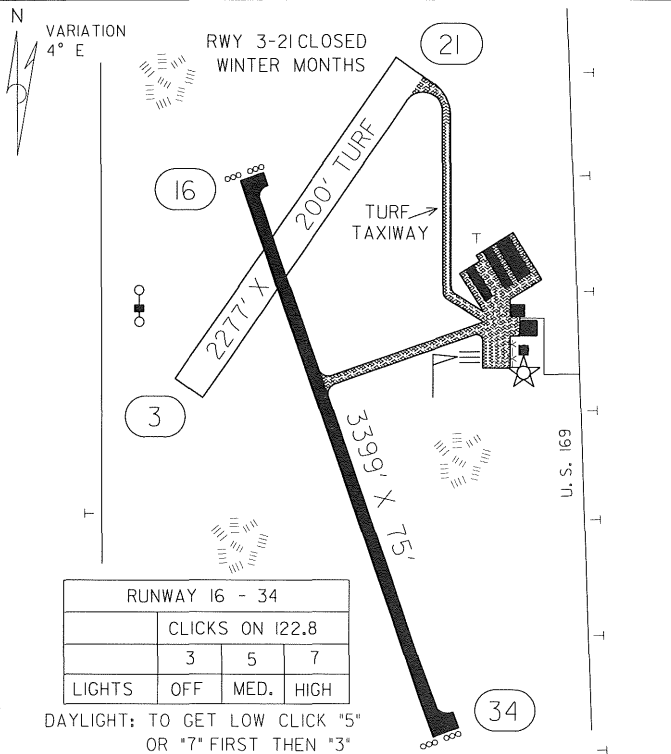 N
VARIATION
4° E
RWY 3-21 CLOSED
WINTER MONTHS
21
16
2277' X 200' TURF
TURF
TAXIWAY
T
T
T
T
T
T
T
T
T
3
3399' X 75'
U.S. 169
34
RUNWAY 16 - 34
CLICKS ON 122.8
3 5 7
LIGHTS OFF MED. HIGH
DAYLIGHT: TO GET LOW CLICK "5"
OR "7" FIRST THEN "3"